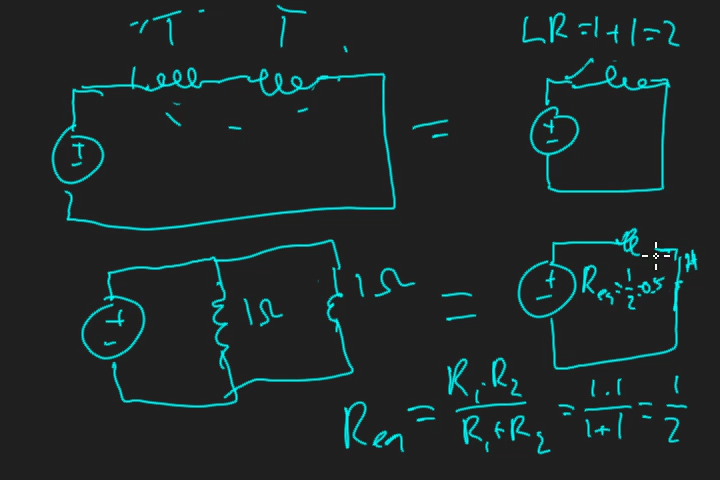 LR=1+1=2
1Ω
1Ω
Req=1/2=0.5
Req = R1.R2/R1+R2 = 1.1/1+1 = 1/2